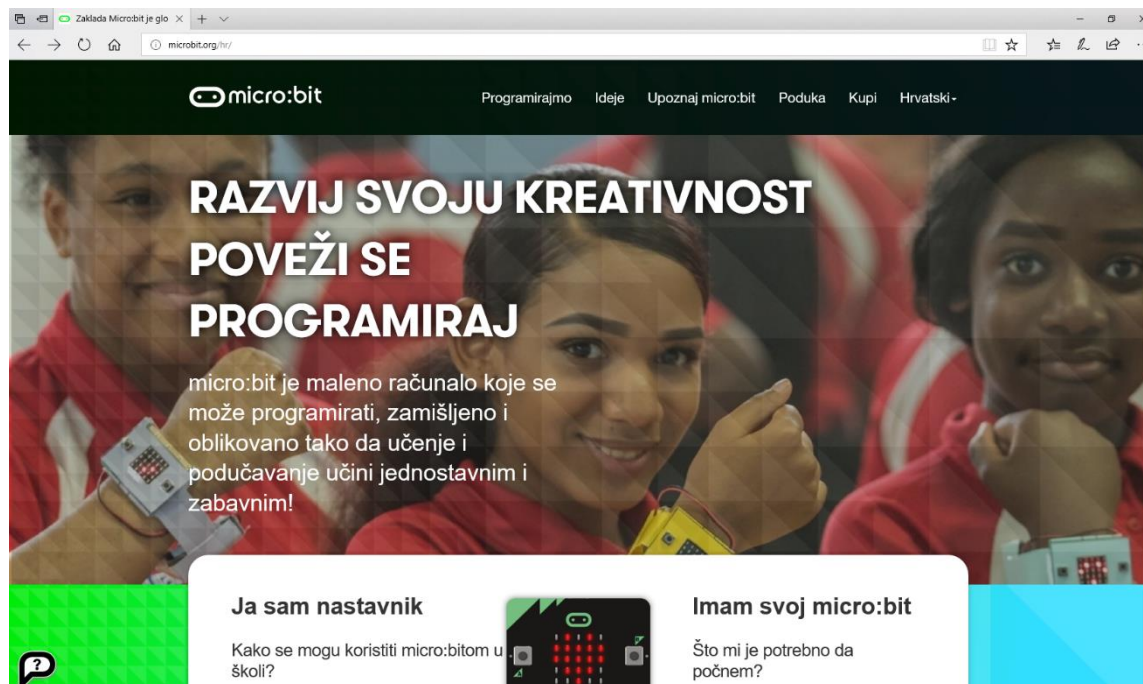 Zaklada Micro:bit je glo
microbit.org/hr/
micro:bit
Programirajmo Ideje Upoznaj micro:bit Poduka Kupi Hrvatski
RAZVIJ SVOJU KREATIVNOST
POVEŽI SE
PROGRAMIRAJ
micro:bit je maleno računalo koje se
može programirati, zamišljeno i
oblikovano tako da učenje i
podučavanje učini jednostavnim i
zabavnim!
Ja sam nastavnik
Kako se mogu koristiti micro:bitom u
školi?
Imam svoj micro:bit
Što mi je potrebno da
počnem?